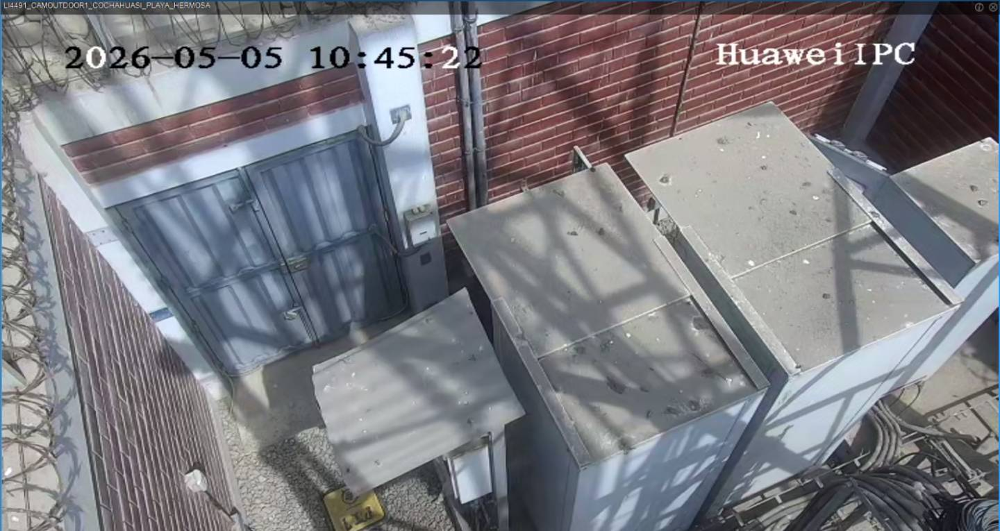 LI4491_CAMOUTDOOR1_COCHAHUASI_PLAYA_HERMOSA
2026-05-05 10:45:22
HuaweiIPC